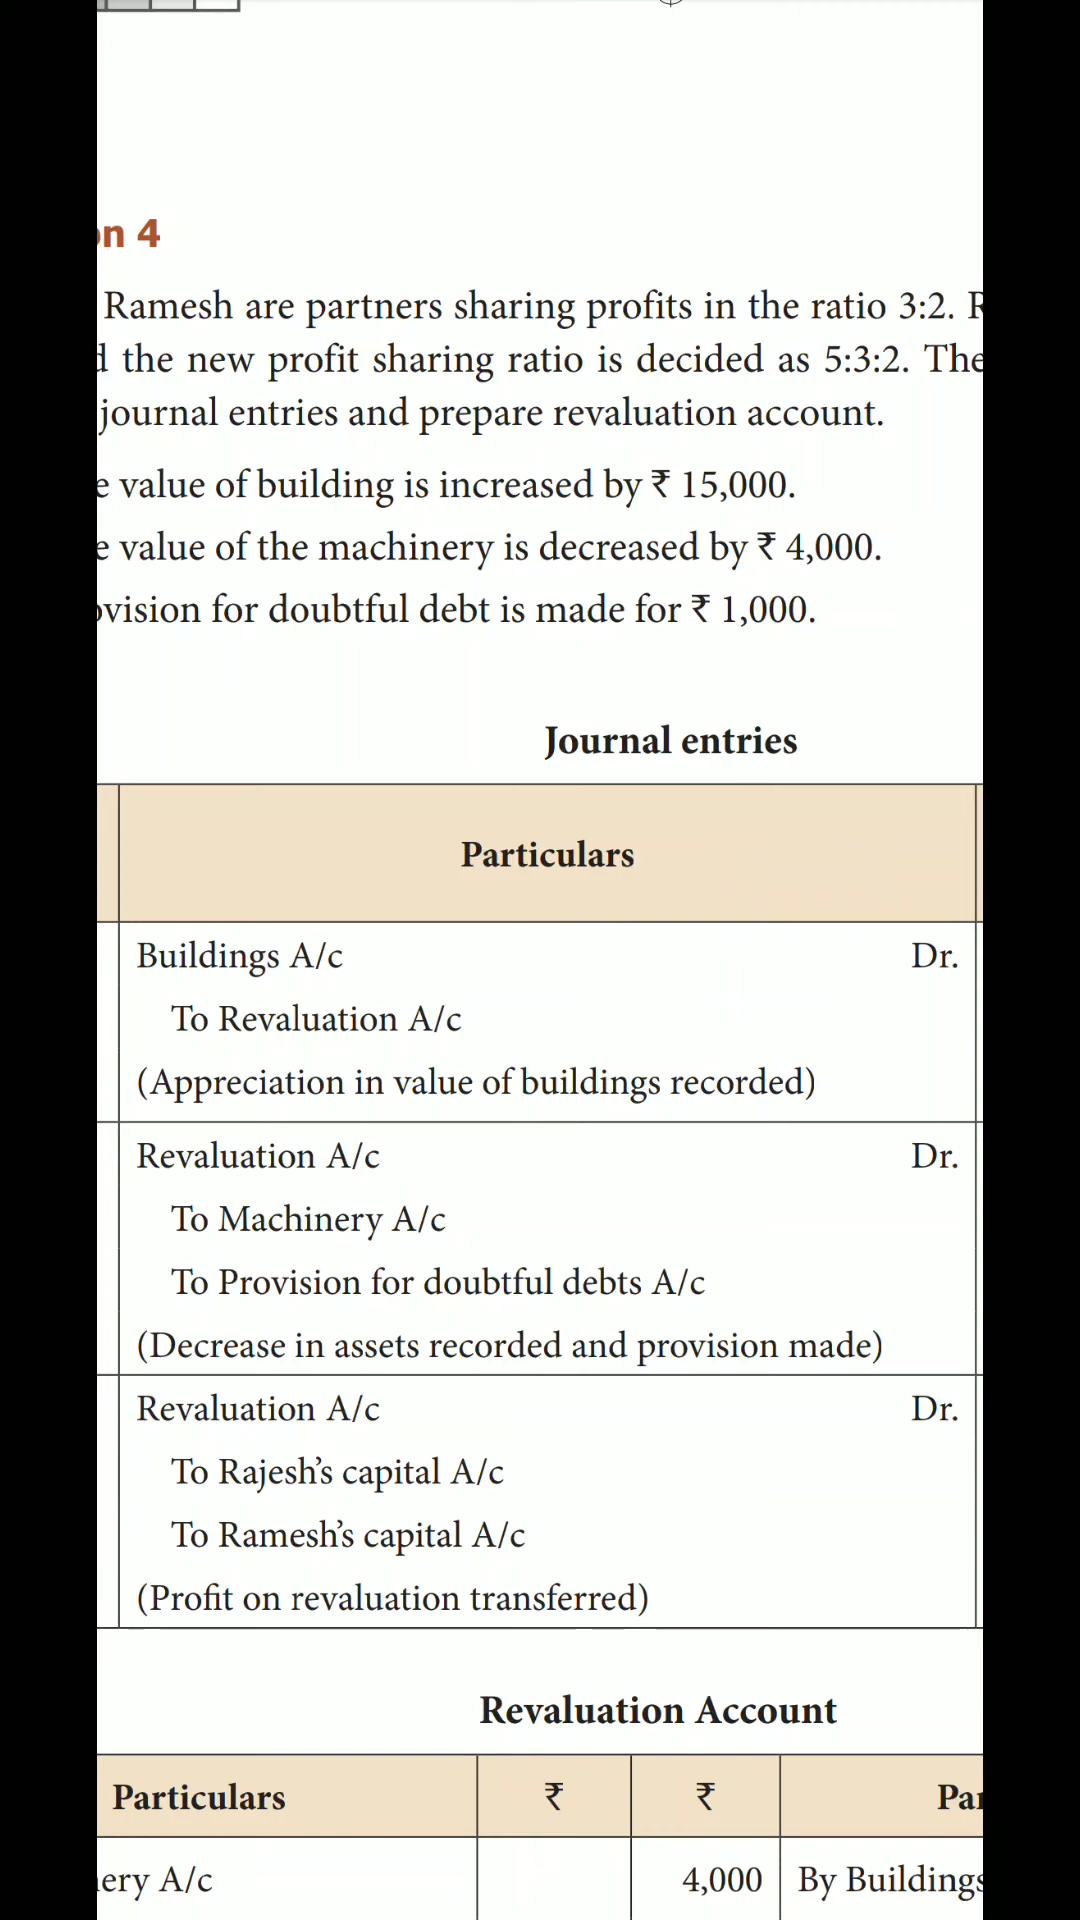 on 4
Ramesh are partners sharing profits in the ratio 3:2. R
d the new profit sharing ratio is decided as 5:3:2. The
journal entries and prepare revaluation account.
e value of building is increased by ₹ 15,000.
e value of the machinery is decreased by ₹ 4,000.
ovision for doubtful debt is made for ₹ 1,000.
Journal entries
Particulars
Buildings A/c Dr.
To Revaluation A/c
(Appreciation in value of buildings recorded)
Revaluation A/c Dr.
To Machinery A/c
To Provision for doubtful debts A/c
(Decrease in assets recorded and provision made)
Revaluation A/c Dr.
To Rajesh’s capital A/c
To Ramesh’s capital A/c
(Profit on revaluation transferred)
Revaluation Account
Particulars ₹ ₹ Par
ery A/c 4,000 By Buildings